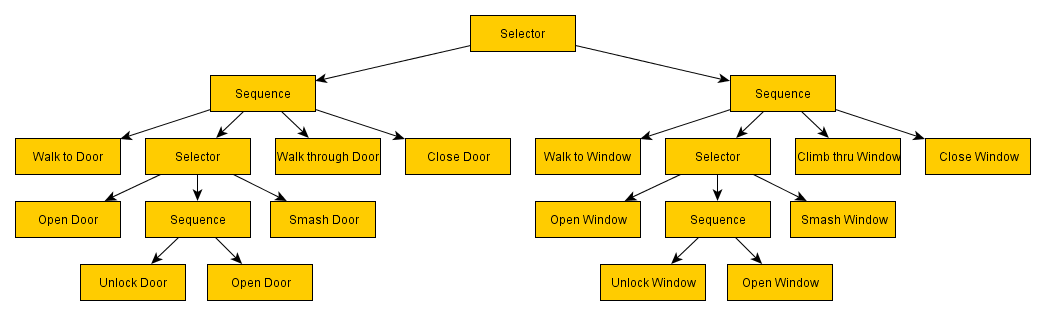 Selector
Sequence
Sequence
Walk to Door
Selector
Walk through Door
Close Door
Walk to Window
Selector
Climb thru Window
Close Window
Open Door
Sequence
Smash Door
Open Window
Sequence
Smash Window
Unlock Door
Open Door
Unlock Window
Open Window